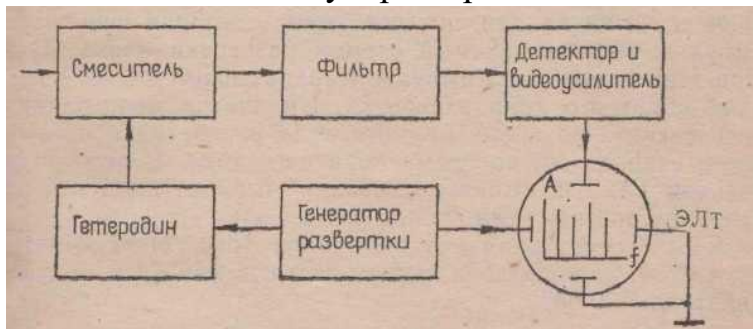 Смеситель
Фильтр
Детектор и
видеоусилитель
Гетеродин
Генератор
развертки
A
f
ЭЛТ